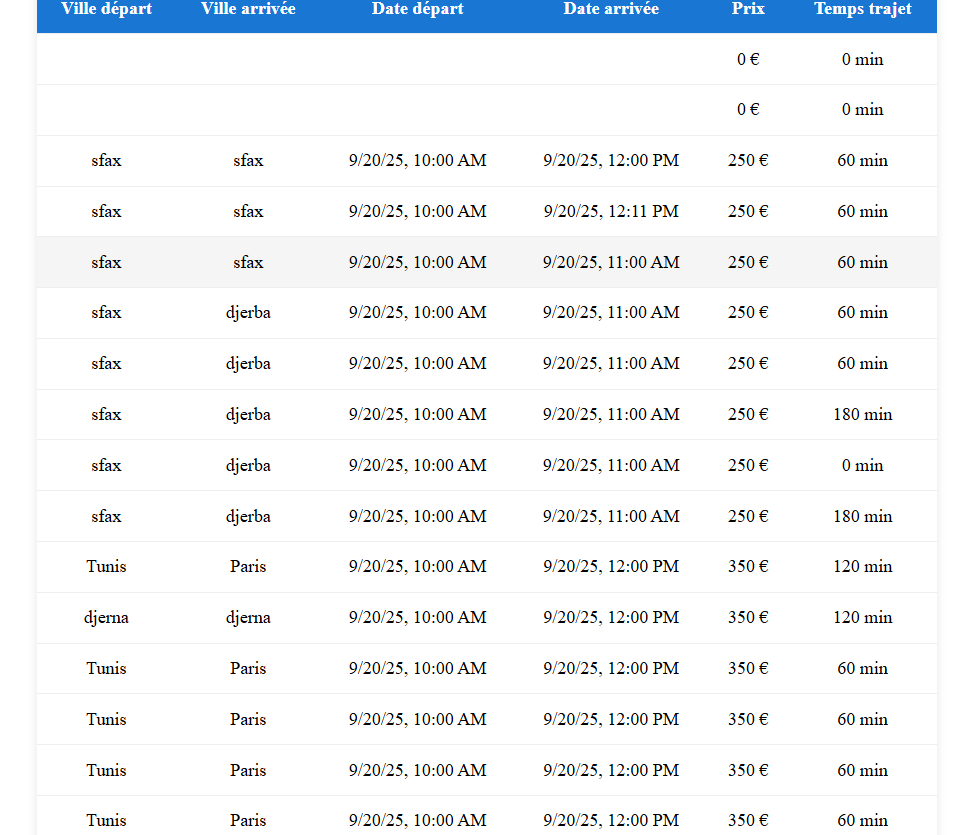 Ville départ Ville arrivée Date départ Date arrivée Prix Temps trajet
0 € 0 min
0 € 0 min
sfax sfax 9/20/25, 10:00 AM 9/20/25, 12:00 PM 250 € 60 min
sfax sfax 9/20/25, 10:00 AM 9/20/25, 12:11 PM 250 € 60 min
sfax sfax 9/20/25, 10:00 AM 9/20/25, 11:00 AM 250 € 60 min
sfax djerba 9/20/25, 10:00 AM 9/20/25, 11:00 AM 250 € 60 min
sfax djerba 9/20/25, 10:00 AM 9/20/25, 11:00 AM 250 € 60 min
sfax djerba 9/20/25, 10:00 AM 9/20/25, 11:00 AM 250 € 180 min
sfax djerba 9/20/25, 10:00 AM 9/20/25, 11:00 AM 250 € 0 min
sfax djerba 9/20/25, 10:00 AM 9/20/25, 11:00 AM 250 € 180 min
Tunis Paris 9/20/25, 10:00 AM 9/20/25, 12:00 PM 350 € 120 min
djerna djerna 9/20/25, 10:00 AM 9/20/25, 12:00 PM 350 € 120 min
Tunis Paris 9/20/25, 10:00 AM 9/20/25, 12:00 PM 350 € 60 min
Tunis Paris 9/20/25, 10:00 AM 9/20/25, 12:00 PM 350 € 60 min
Tunis Paris 9/20/25, 10:00 AM 9/20/25, 12:00 PM 350 € 60 min
Tunis Paris 9/20/25, 10:00 AM 9/20/25, 12:00 PM 350 € 60 min